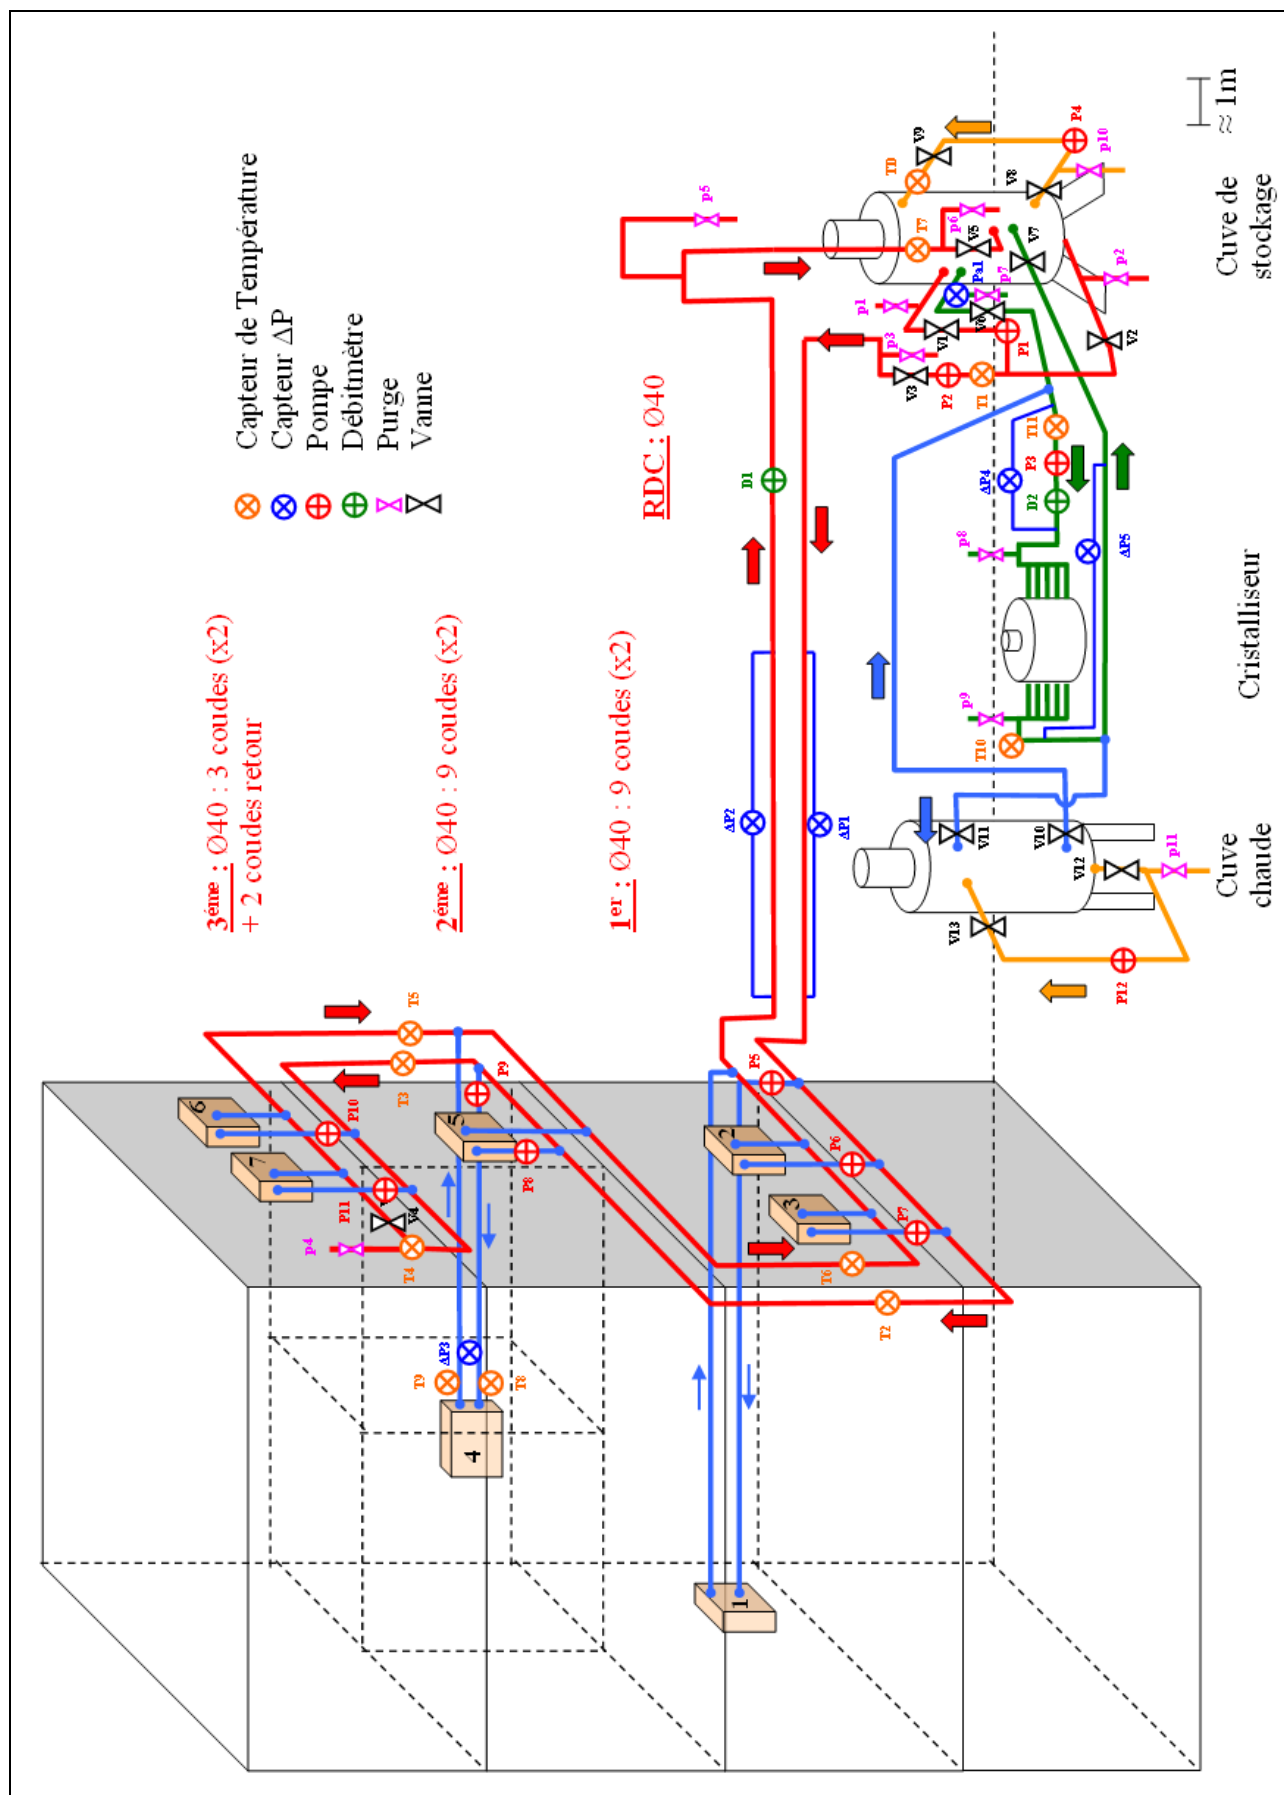 3éme : Ø40 : 3 coudes (x2)
+ 2 coudes retour
2éme : Ø40 : 9 coudes (x2)
1er : Ø40 : 9 coudes (x2)
RDC : Ø40
Capteur de Température
Capteur ΔP
Pompe
Débitmètre
Purge
Vanne
6
7
P10
P11
V4
p4
T4
T5
T3
P9
5
P8
T9
ΔP3
T8
4
2
3
P5
P6
P7
T6
T2
1
ΔP2
ΔP1
D1
p5
T7
TD
V9
P4
p10
V8
p6
V5
V7
Pa1
p7
V6
p1
V1
p3
V3
P2
T1
P1
V2
p2
T11
P3
D2
ΔP4
ΔP5
p8
p9
T10
V11
V10
V12
p11
V13
P12
Cuve
chaude
Cristalliseur
Cuve de
stockage
≈ 1m